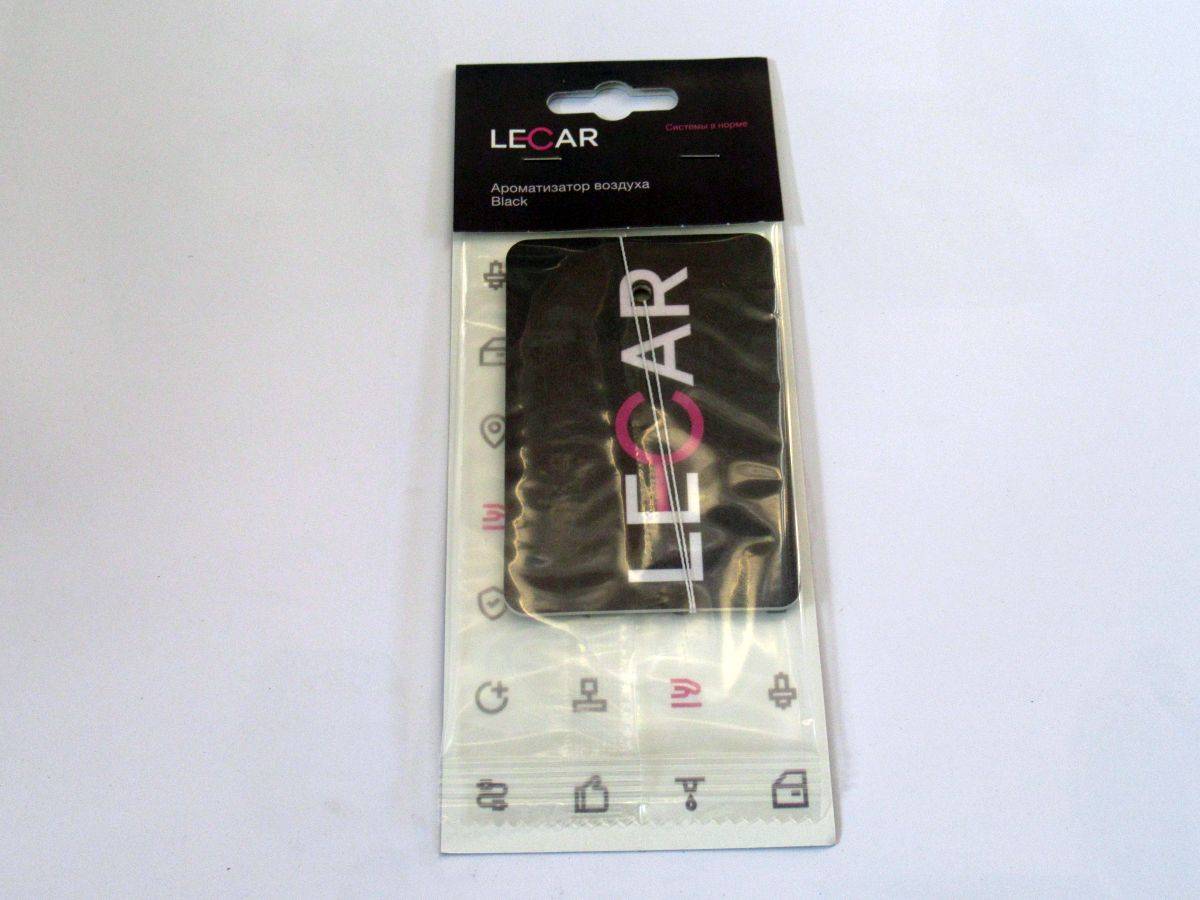 LECAR
Системы в норме
Ароматизатор воздуха
Black
LECAR